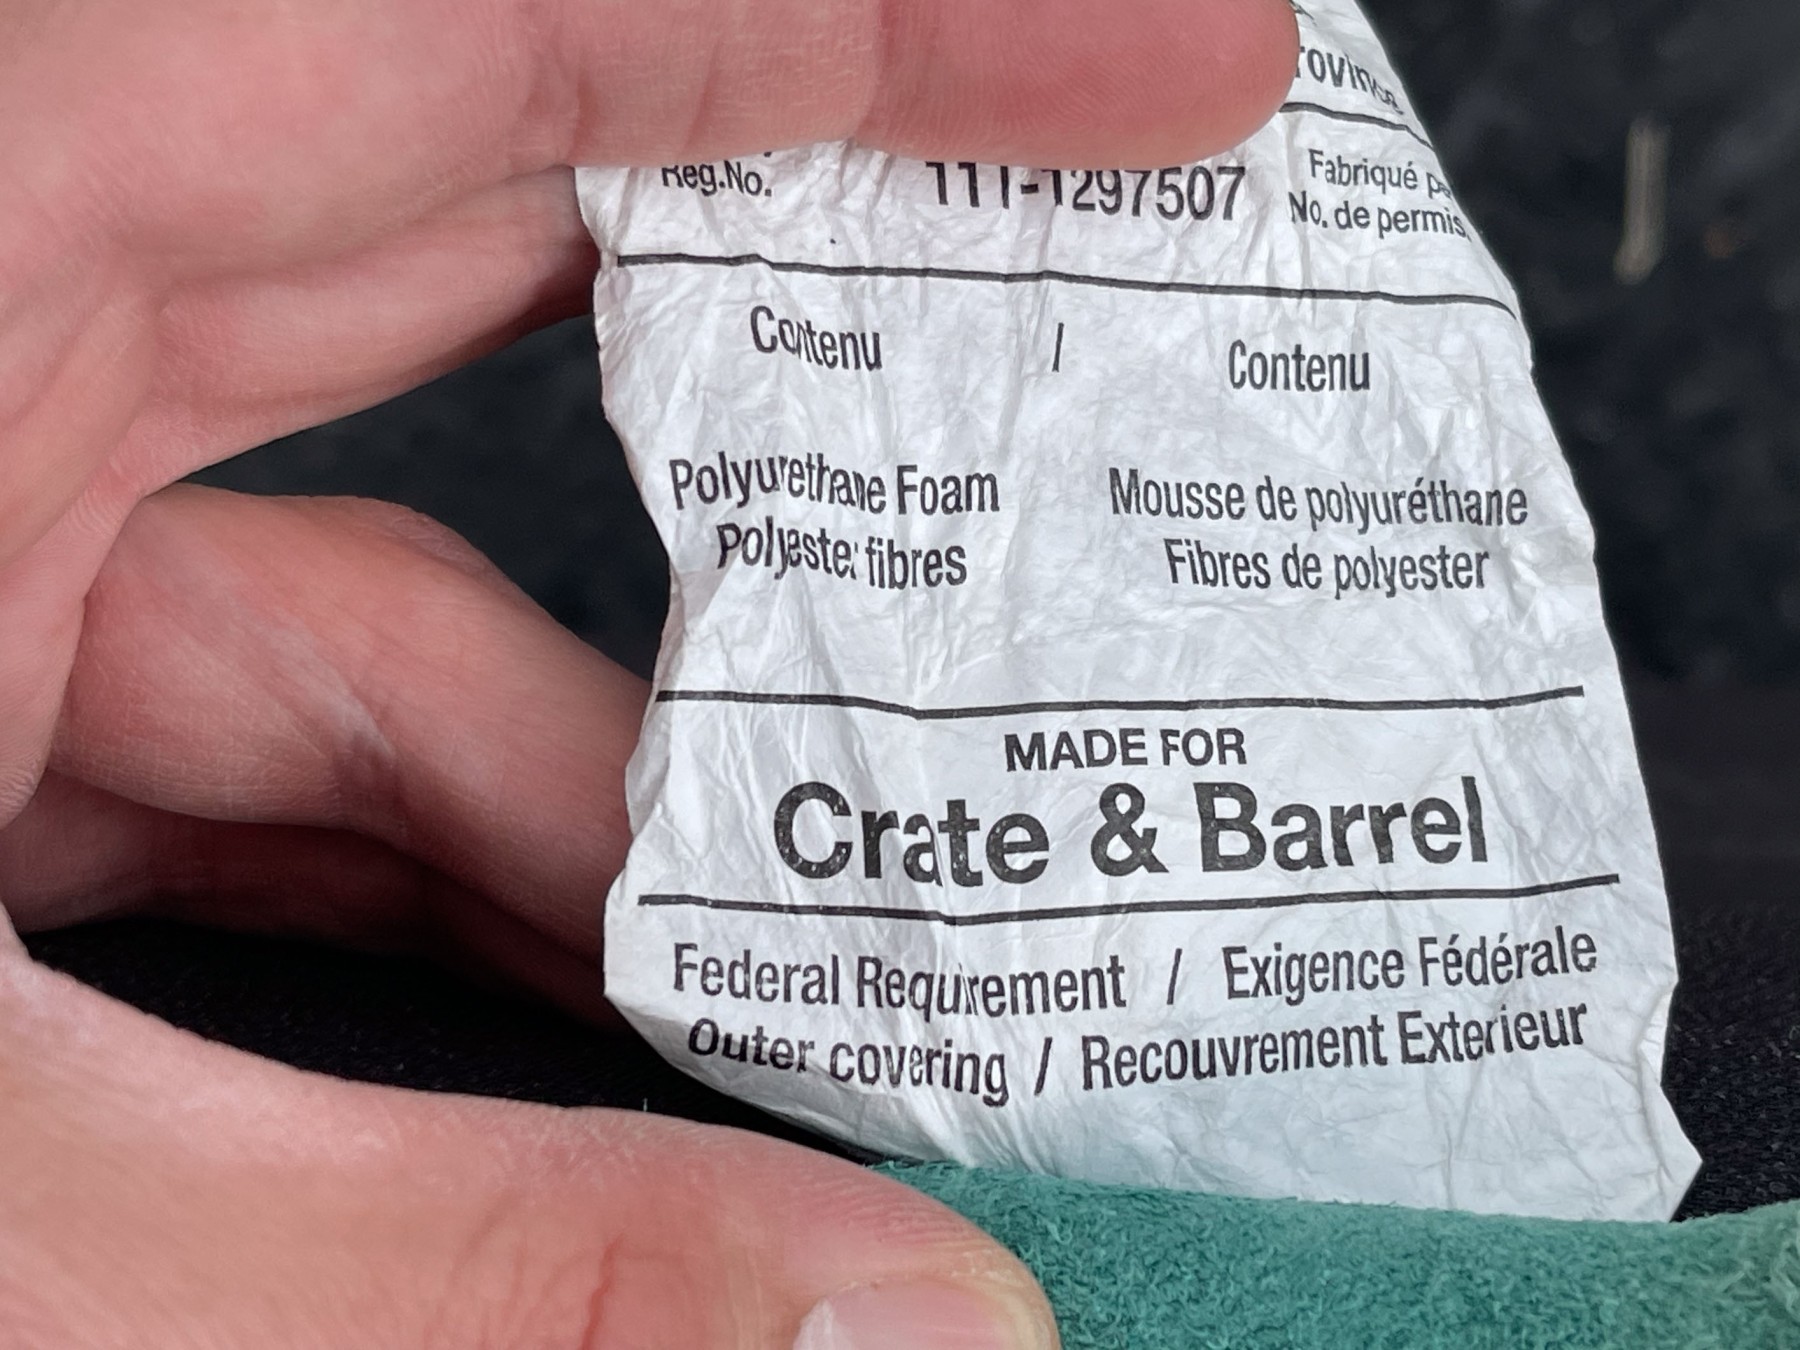 Reg.No. 111-1297507 Fabriqué
No. de permis.
Contenu / Contenu
Polyurethane Foam Mousse de polyuréthane
Polyester fibres Fibres de polyester
MADE FOR
Crate & Barrel
Federal Requirement / Exigence Fédérale
Outer covering / Recouvrement Exterieur